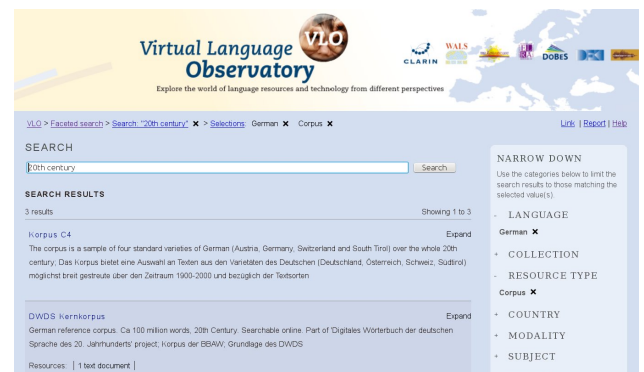 Virtual Language VLO
Observatory
Explore the world of language resources and technology from different perspectives
CLARIN
WALS
DOBES
VLO > Faceted search > Search: "20th century" ✖ > Selections: German ✖ Corpus ✖
Link | Report | Help
SEARCH
20th century
Search
SEARCH RESULTS
3 results
Showing 1 to 3
Korpus C4
Expand
The corpus is a sample of four standard varieties of German (Austria, Germany, Switzerland and South Tirol) over the whole 20th
century; Das Korpus bietet eine Auswahl an Texten aus den Varietäten des Deutschen (Deutschland, Österreich, Schweiz, Südtirol)
möglichst breit gestreute über den Zeitraum 1900-2000 und bezüglich der Textsorten
DWDS Kernkorpus
Expand
German reference corpus. Ca 100 million words, 20th Century. Searchable online. Part of 'Digitales Wörterbuch der deutschen
Sprache des 20. Jahrhunderts' project; Korpus der BBAW; Grundlage des DWDS
Resources: | 1 text document |
NARROW DOWN
Use the categories below to limit the
search results to those matching the
selected value(s).
- LANGUAGE
German ✖
+ COLLECTION
- RESOURCE TYPE
Corpus ✖
+ COUNTRY
+ MODALITY
+ SUBJECT